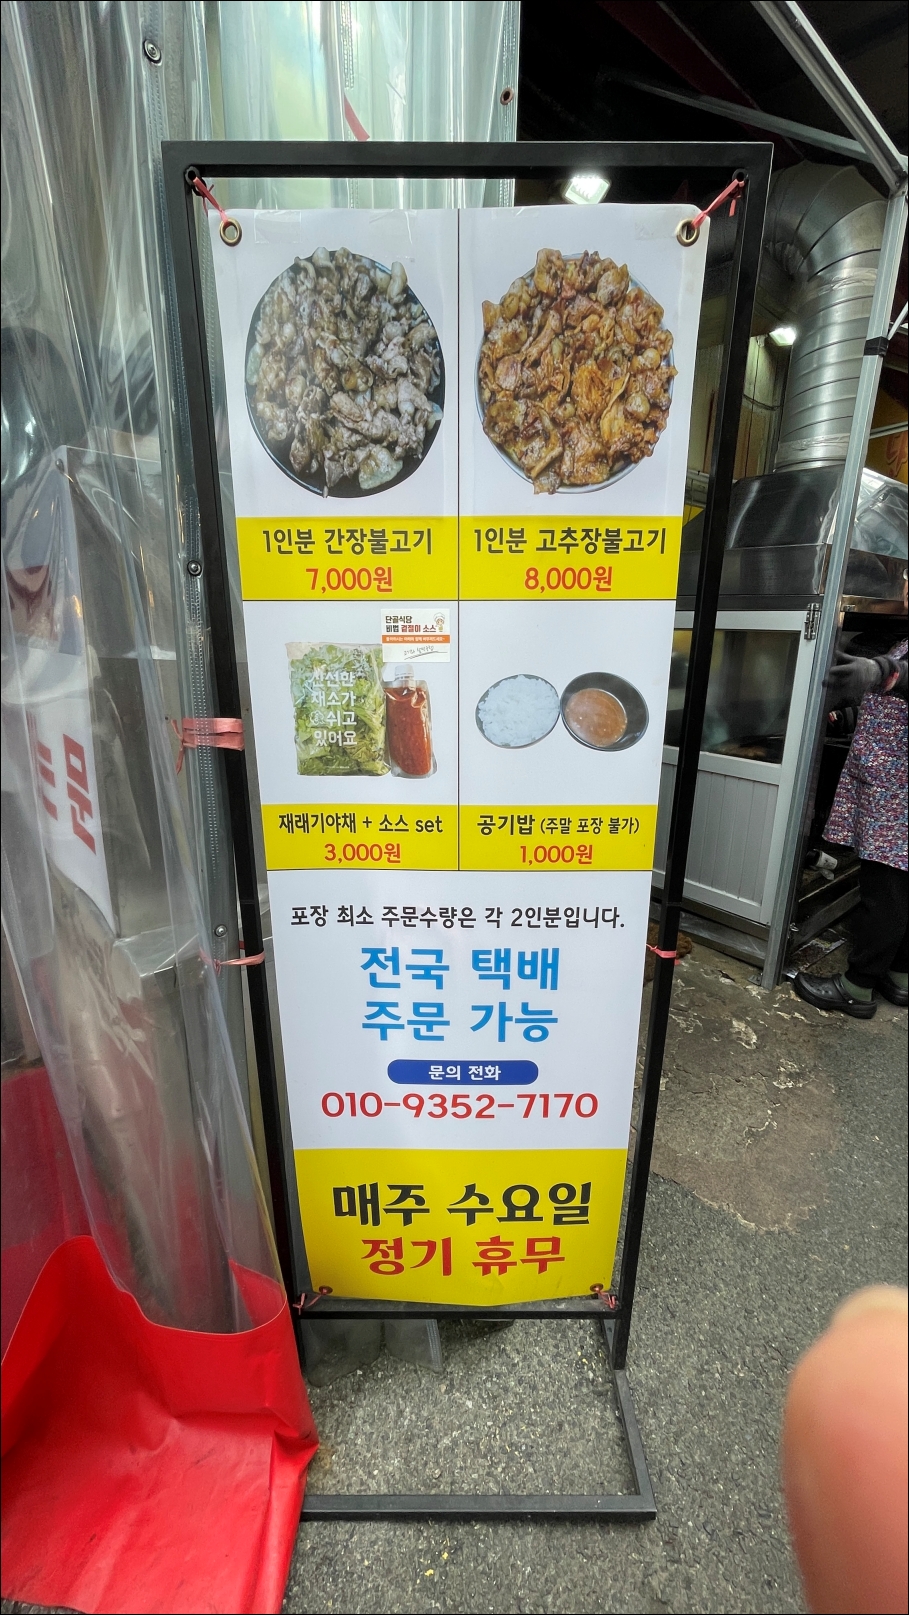 1인분 간장불고기
7,000원
1인분 고추장불고기
8,000원
단골식당
비법 겉절이 소스
신선한
채소가
쉬고
있어요
재래기야채 + 소스 set
3,000원
공기밥 (주말 포장 불가)
1,000원
포장 최소 주문수량은 각 2인분입니다.
전국 택배
주문 가능
문의 전화
010-9352-7170
매주 수요일
정기 휴무